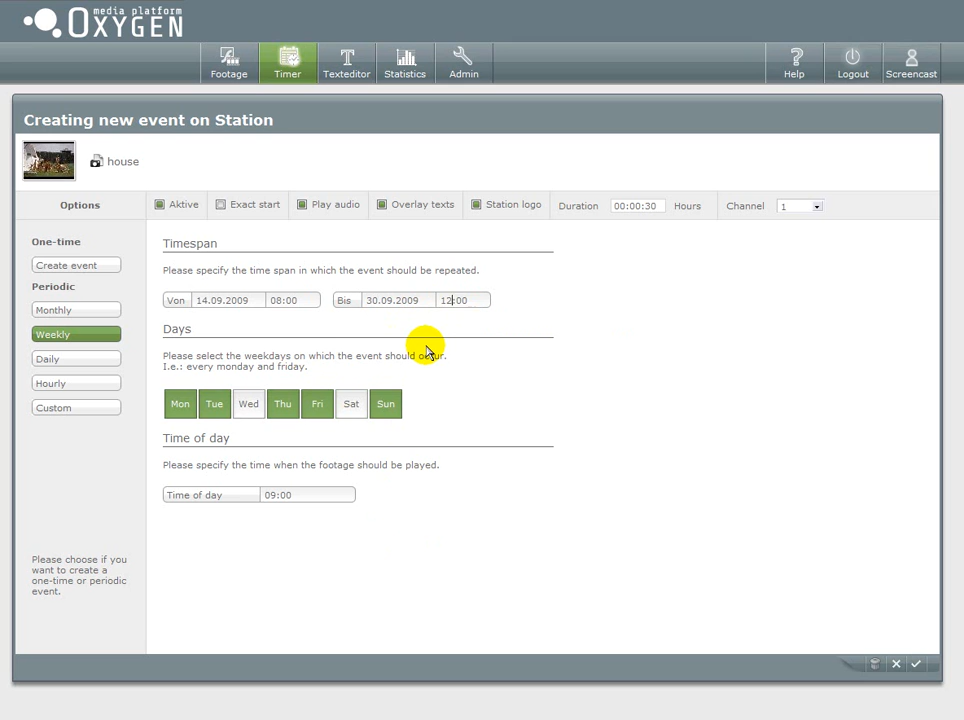 media platform
OXYGEN
Footage
Timer
Texteditor
Statistics
Admin
Help
Logout
Screencast
Creating new event on Station
house
Options
Aktive
Exact start
Play audio
Overlay texts
Station logo
Duration 00:00:30 Hours
Channel 1
One-time
Create event
Periodic
Monthly
Weekly
Daily
Hourly
Custom
Please choose if you
want to create a
one-time or periodic
event.
Timespan
Please specify the time span in which the event should be repeated.
Von 14.09.2009 08:00 Bis 30.09.2009 12:00
Days
Please select the weekdays on which the event should occur.
I.e.: every monday and friday.
Mon Tue Wed Thu Fri Sat Sun
Time of day
Please specify the time when the footage should be played.
Time of day 09:00